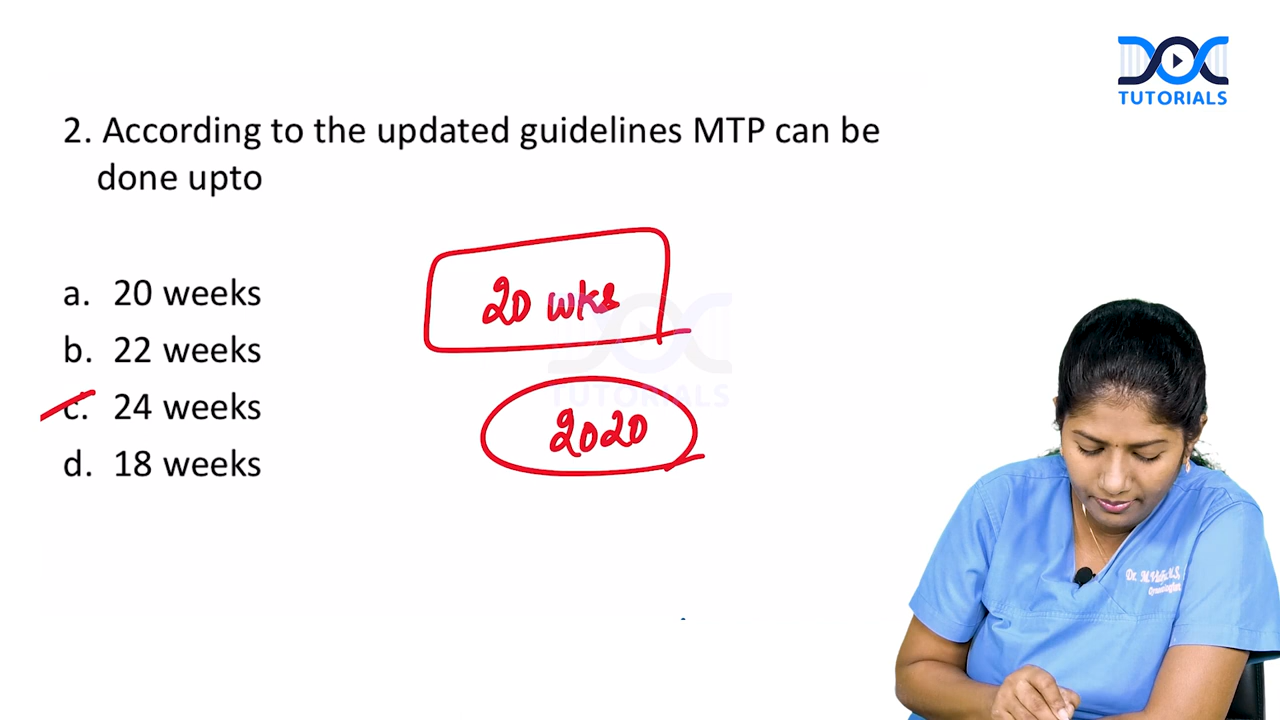 TUTORIALS
2. According to the updated guidelines MTP can be
done upto
a. 20 weeks
20 wks
b. 22 weeks
c. 24 weeks
2020
d. 18 weeks
TUTORIALS